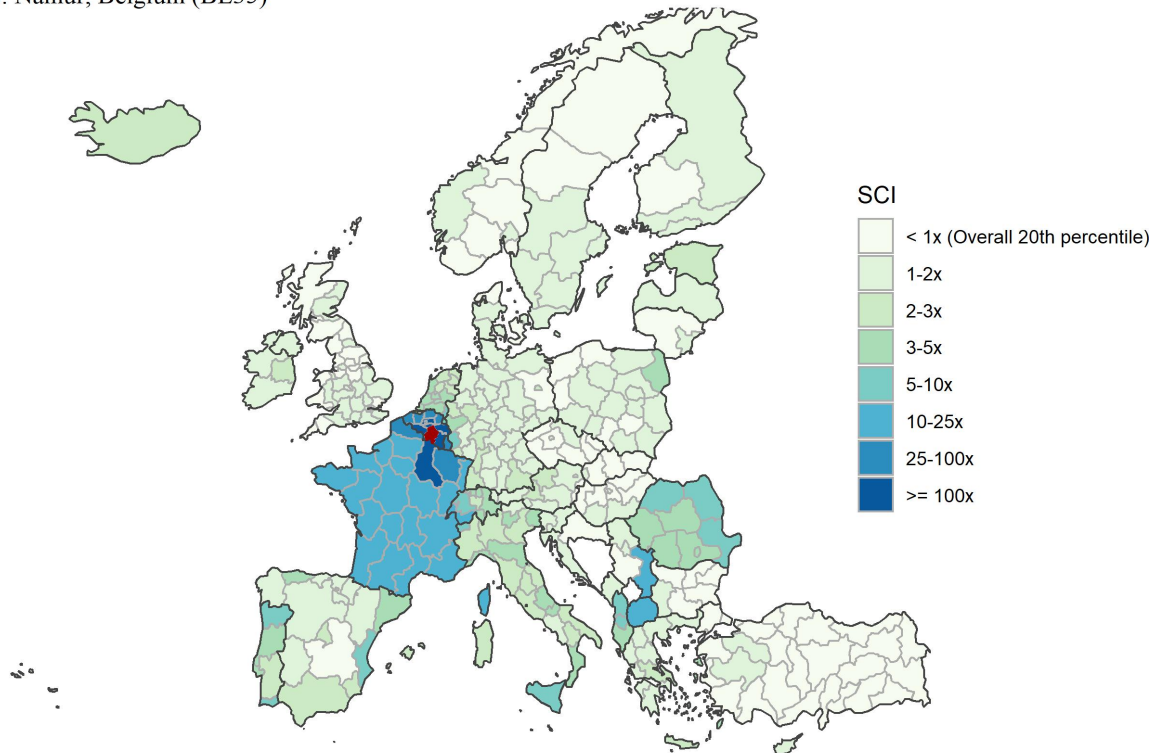 : Namur, Belgium (BE35)
SCI
< 1x (Overall 20th percentile)
1-2x
2-3x
3-5x
5-10x
10-25x
25-100x
>= 100x